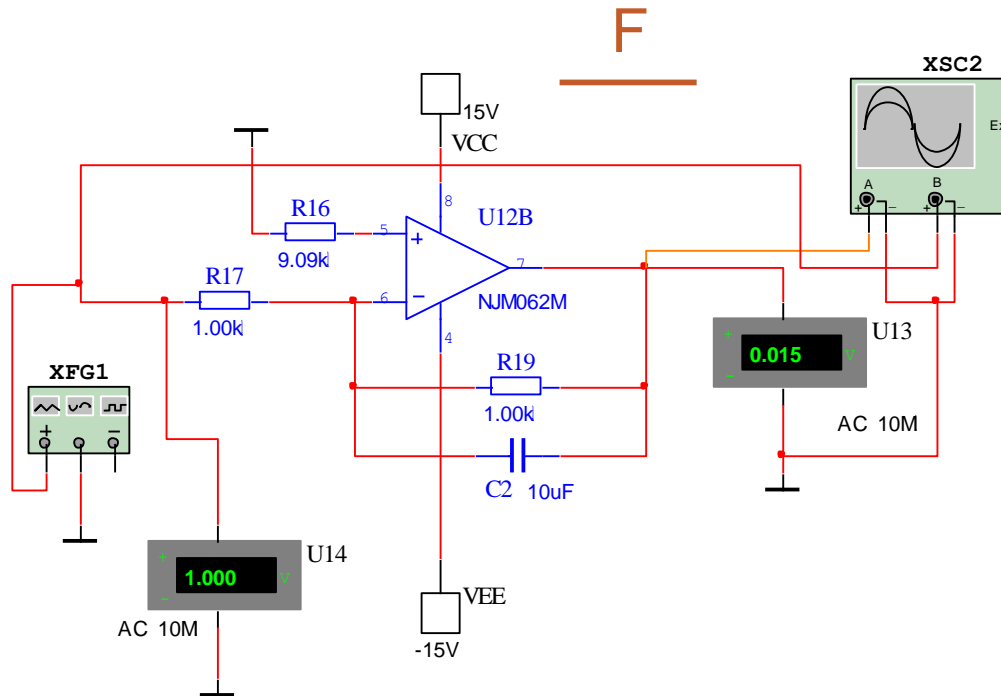 F
XSC2
Ex
A
B
+
−
+
−
15V
VCC
8
R16
5
+
U12B
9.09k
7
R17
6
−
NJM062M
1.00k
4
+
0.015
V
U13
−
R19
1.00k
AC 10M
XFG1
+
−
C2
10uF
+
1.000
V
U14
−
AC 10M
VEE
-15V